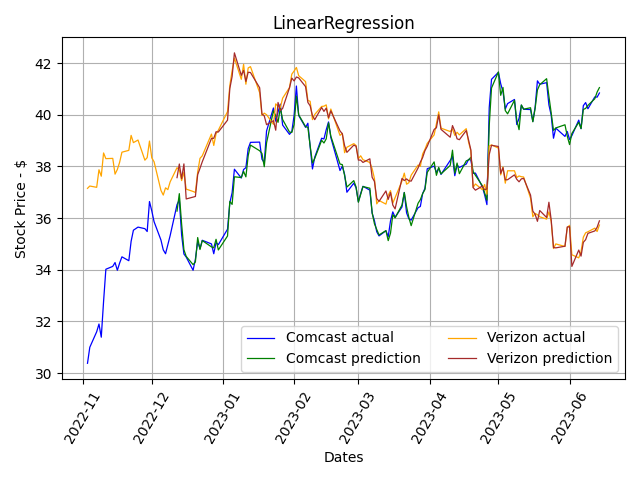 LinearRegression
Stock Price - $
42
40
38
36
34
32
30
Comcast actual
Comcast prediction
Verizon actual
Verizon prediction
2022-11
2022-12
2023-01
2023-02
2023-03
2023-04
2023-05
2023-06
Dates